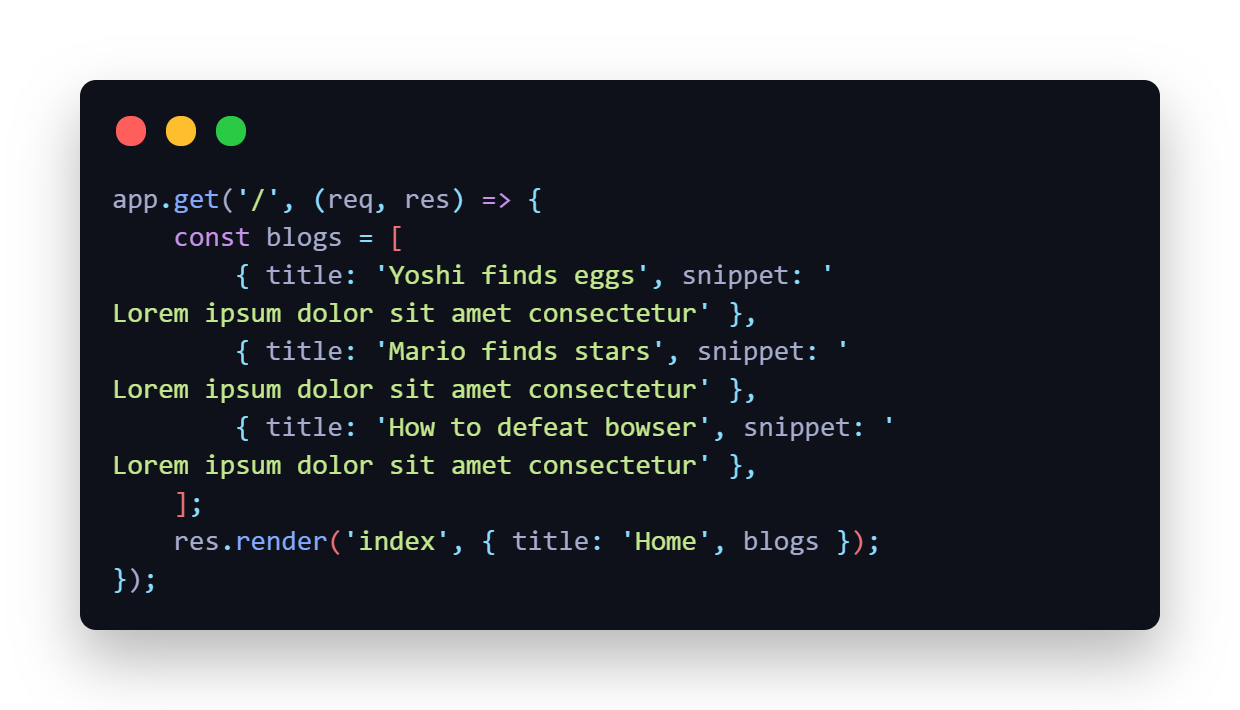 app.get('/', (req, res) => {
    const blogs = [
        { title: 'Yoshi finds eggs', snippet: '
Lorem ipsum dolor sit amet consectetur' },
        { title: 'Mario finds stars', snippet: '
Lorem ipsum dolor sit amet consectetur' },
        { title: 'How to defeat bowser', snippet: '
Lorem ipsum dolor sit amet consectetur' },
    ];
    res.render('index', { title: 'Home', blogs });
});